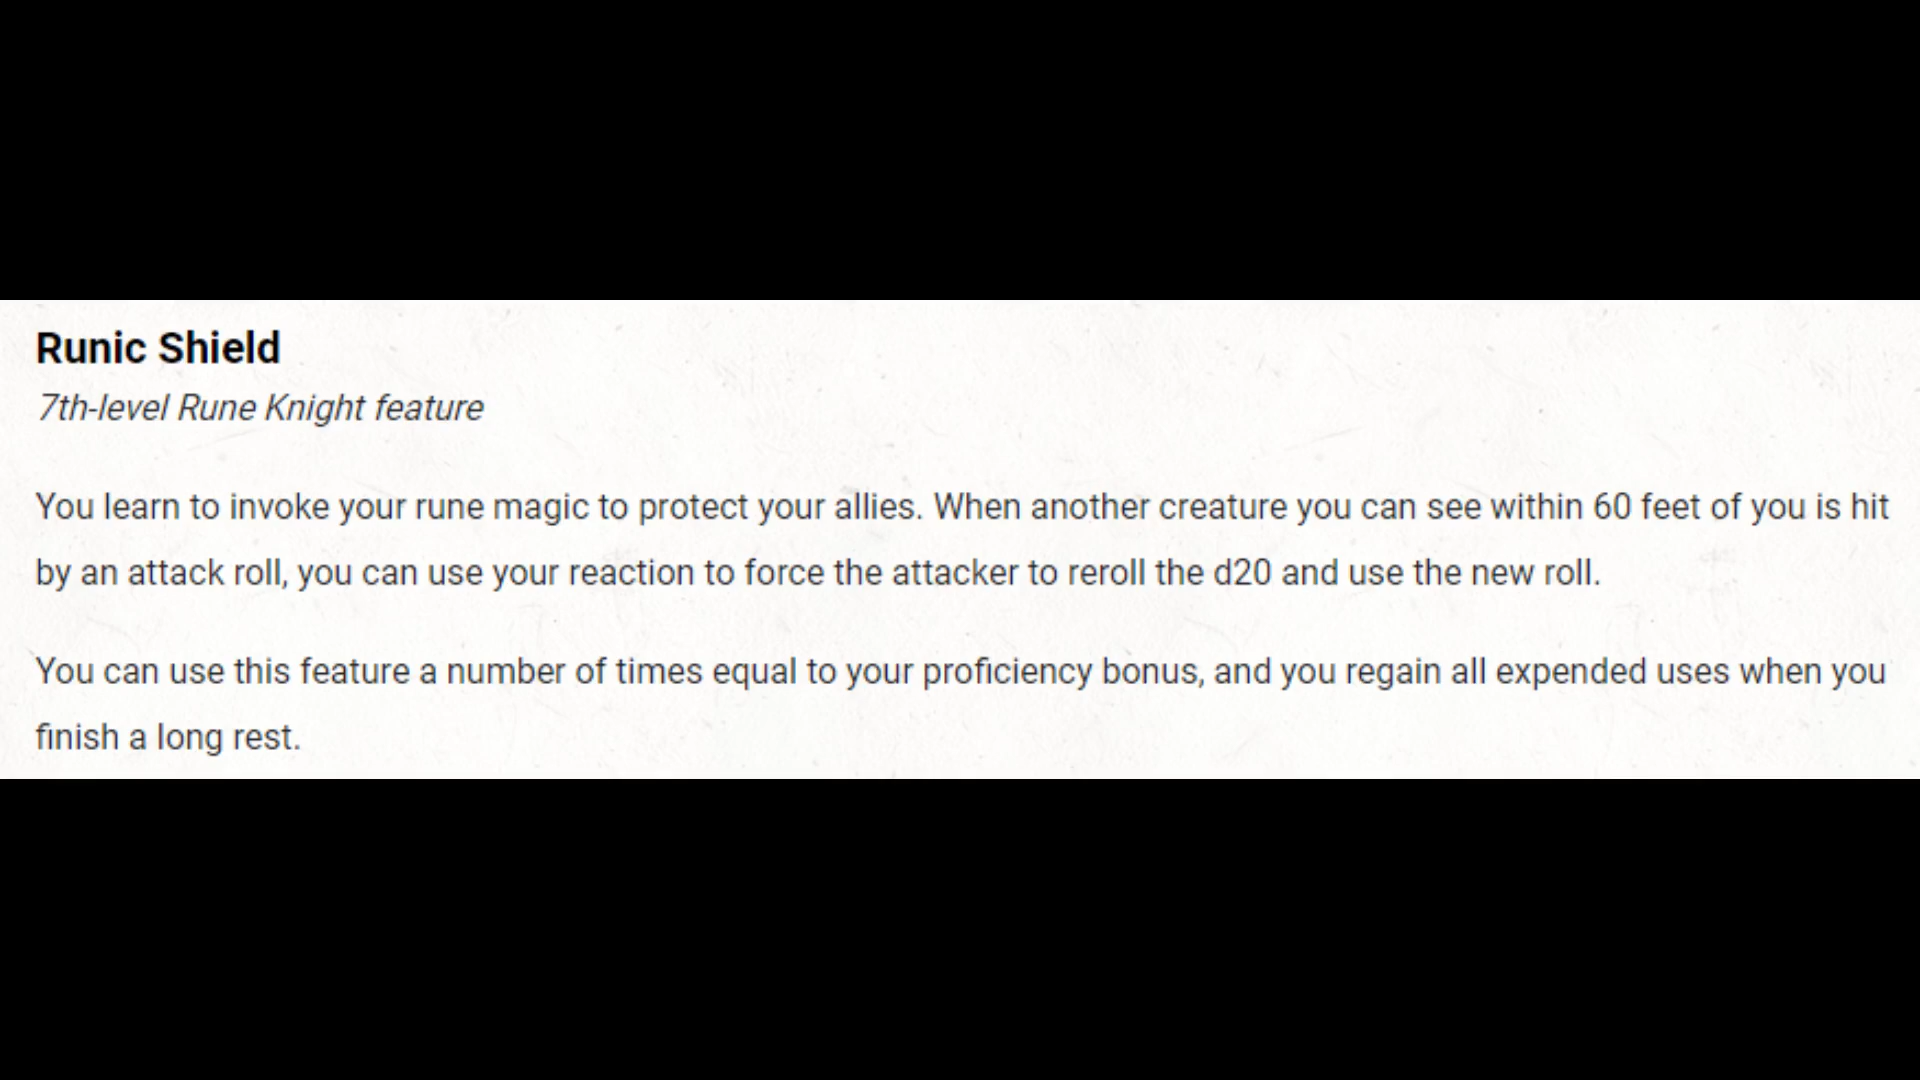 Runic Shield
7th-level Rune Knight feature
You learn to invoke your rune magic to protect your allies. When another creature you can see within 60 feet of you is hit
by an attack roll, you can use your reaction to force the attacker to reroll the d20 and use the new roll.
You can use this feature a number of times equal to your proficiency bonus, and you regain all expended uses when you
finish a long rest.